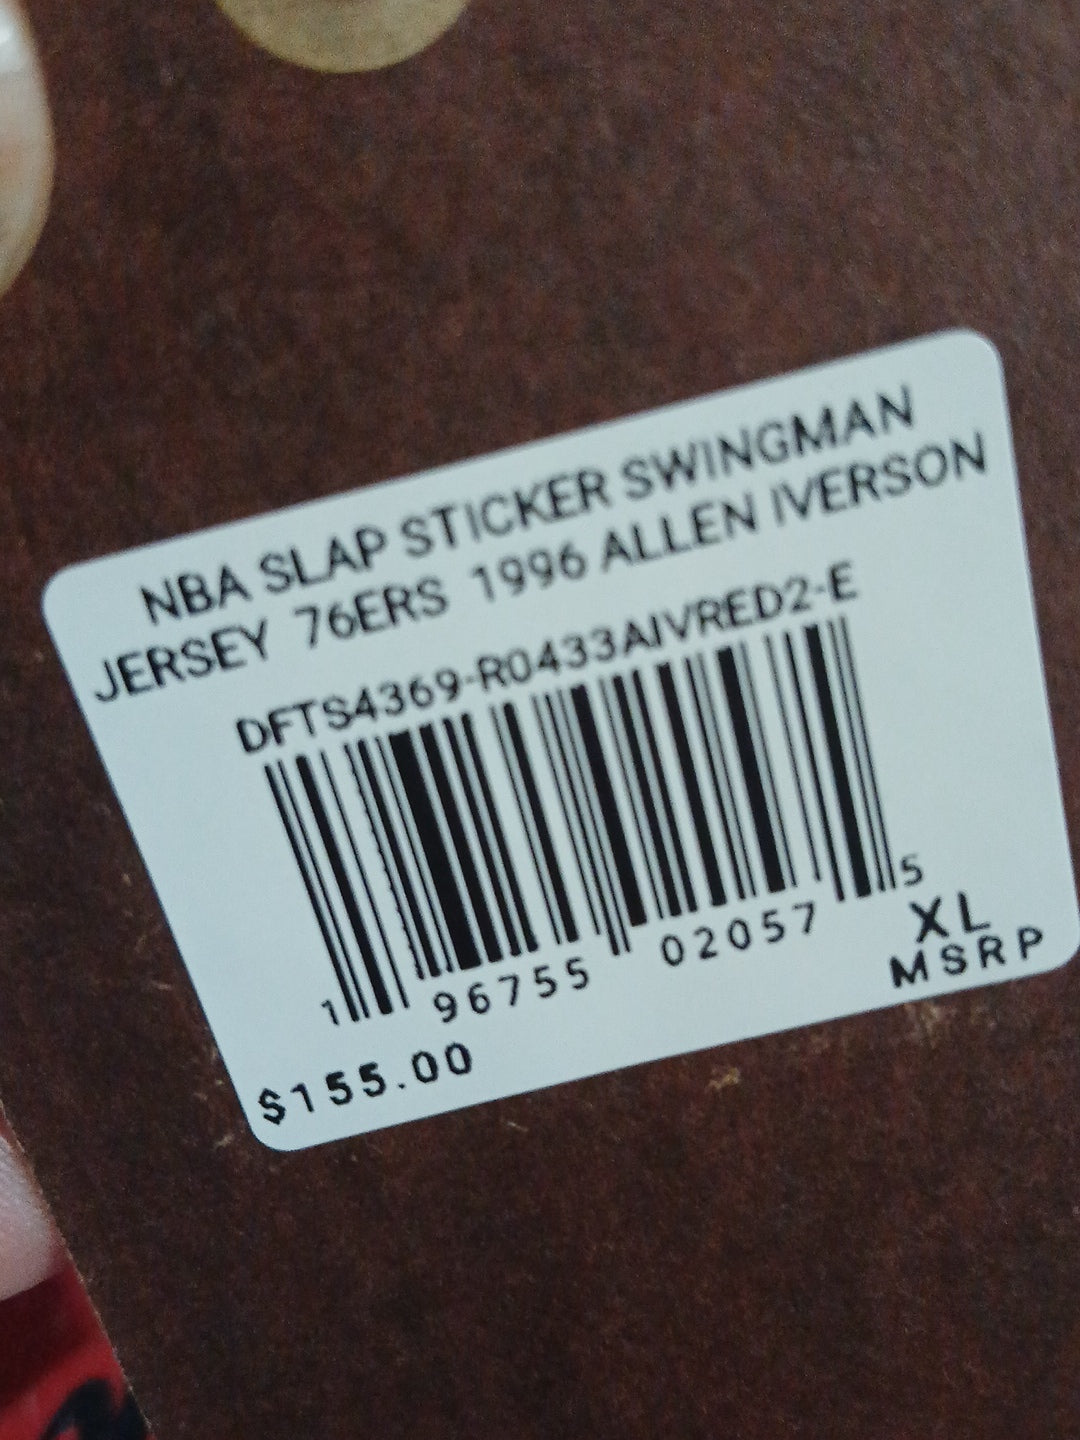 NBA SLAP STICKER SWINGMAN
JERSEY 76ERS 1996 ALLEN IVERSON
DFTS4369-R0433AIVRED2-E
1 96755 02057 5
XL
$155.00 MSRP